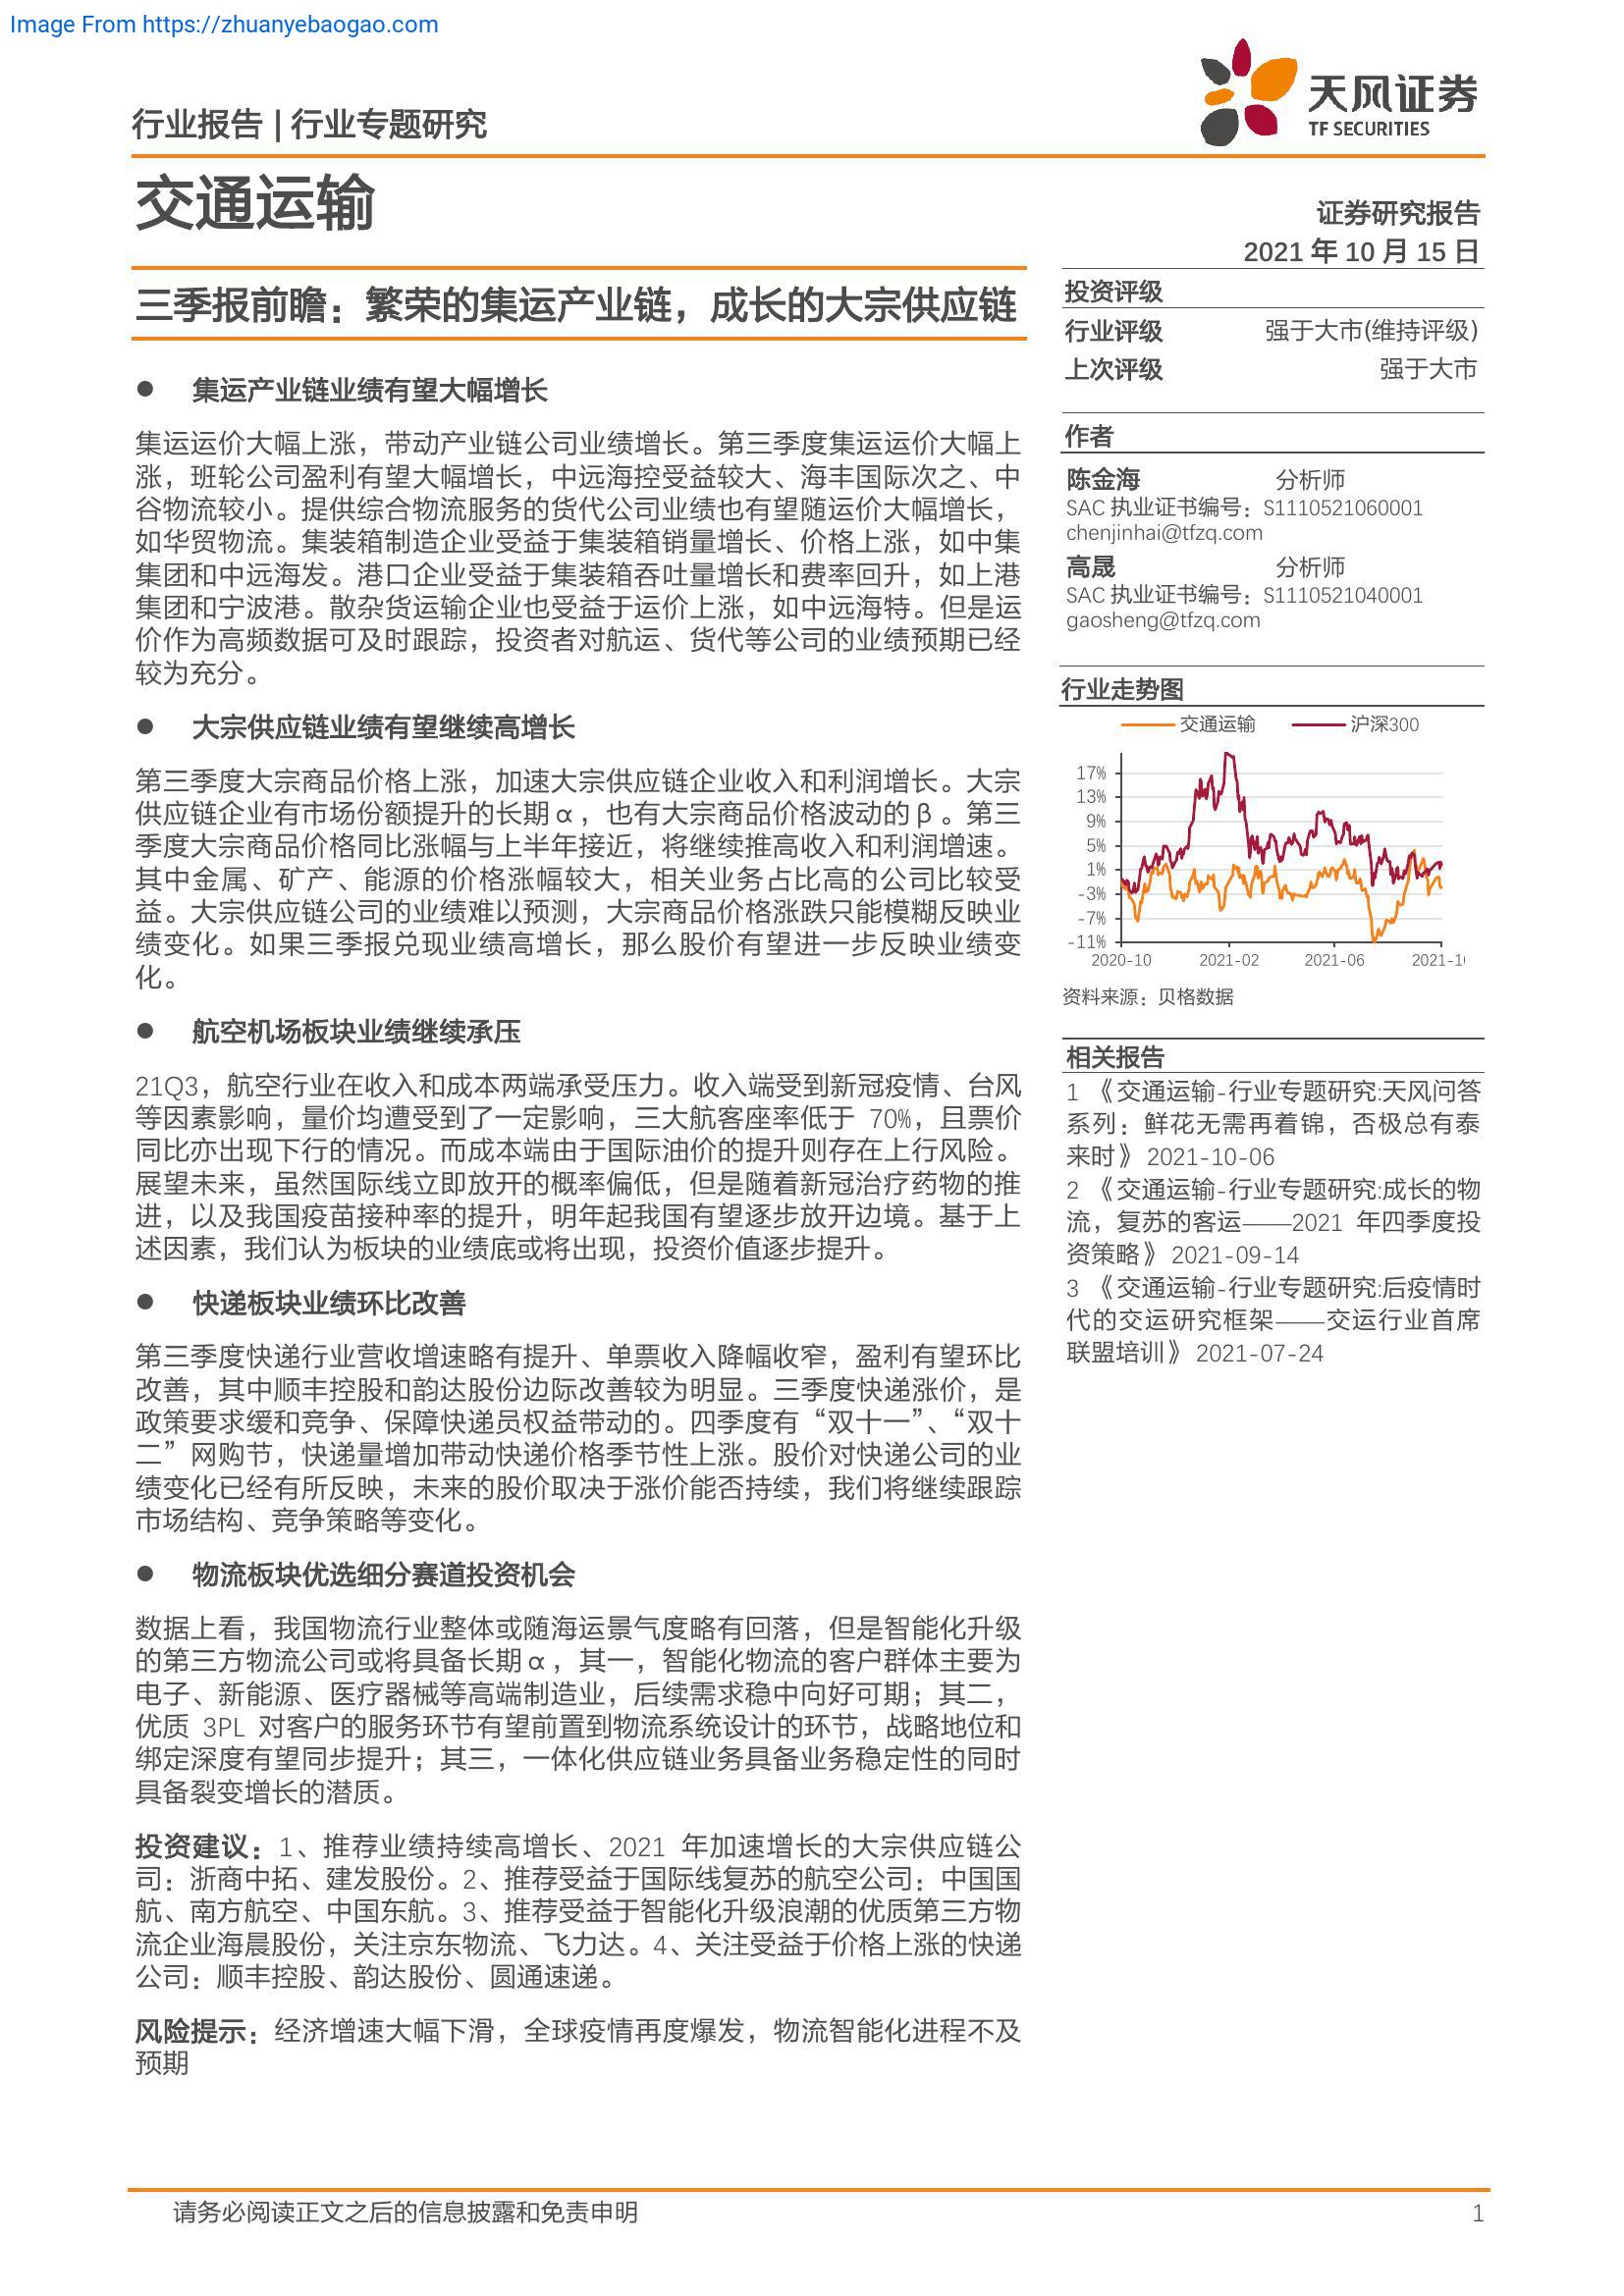 Image From https://zhuanyebaogao.com
天风证券
TF SECURITIES
行业报告 | 行业专题研究
交通运输
证券研究报告
2021 年 10 月 15 日
三季报前瞻：繁荣的集运产业链，成长的大宗供应链
集运产业链业绩有望大幅增长
集运运价大幅上涨，带动产业链公司业绩增长。第三季度集运运价大幅上
涨，班轮公司盈利有望大幅增长，中远海控受益较大、海丰国际次之、中
谷物流较小。提供综合物流服务的货代公司业绩也有望随运价大幅增长，
如华贸物流。集装箱制造企业受益于集装箱销量增长、价格上涨，如中集
集团和中远海发。港口企业受益于集装箱吞吐量增长和费率回升，如上港
集团和宁波港。散杂货运输企业也受益于运价上涨，如中远海特。但是运
价作为高频数据可及时跟踪，投资者对航运、货代等公司的业绩预期已经
较为充分。
大宗供应链业绩有望继续高增长
第三季度大宗商品价格上涨，加速大宗供应链企业收入和利润增长。大宗
供应链企业有市场份额提升的长期α，也有大宗商品价格波动的β。第三
季度大宗商品价格同比涨幅与上半年接近，将继续推高收入和利润增速。
其中金属、矿产、能源的价格涨幅较大，相关业务占比高的公司比较受
益。大宗供应链公司的业绩难以预测，大宗商品价格涨跌只能模糊反映业
绩变化。如果三季报兑现业绩高增长，那么股价有望进一步反映业绩变
化。
航空机场板块业绩继续承压
21Q3，航空行业在收入和成本两端承受压力。收入端受到新冠疫情、台风
等因素影响，量价均遭受到了一定影响，三大航客座率低于 70%，且票价
同比亦出现下行的情况。而成本端由于国际油价的提升则存在上行风险。
展望未来，虽然国际线立即放开的概率偏低，但是随着新冠治疗药物的推
进，以及我国疫苗接种率的提升，明年起我国有望逐步放开边境。基于上
述因素，我们认为板块的业绩底或将出现，投资价值逐步提升。
快递板块业绩环比改善
第三季度快递行业营收增速略有提升、单票收入降幅收窄，盈利有望环比
改善，其中顺丰控股和韵达股份边际改善较为明显。三季度快递涨价，是
政策要求缓和竞争、保障快递员权益带动的。四季度有“双十一”、“双十
二”网购节，快递量增加带动快递价格季节性上涨。股价对快递公司的业
绩变化已经有所反映，未来的股价取决于涨价能否持续，我们将继续跟踪
市场结构、竞争策略等变化。
物流板块优选细分赛道投资机会
数据上看，我国物流行业整体或随海运景气度略有回落，但是智能化升级
的第三方物流公司或将具备长期α，其一，智能化物流的客户群体主要为
电子、新能源、医疗器械等高端制造业，后续需求稳中向好可期；其二，
优质 3PL 对客户的服务环节有望前置到物流系统设计的环节，战略地位和
绑定深度有望同步提升；其三，一体化供应链业务具备业务稳定性的同时
具备裂变增长的潜质。
投资建议：1、推荐业绩持续高增长、2021 年加速增长的大宗供应链公
司：浙商中拓、建发股份。2、推荐受益于国际线复苏的航空公司：中国国
航、南方航空、中国东航。3、推荐受益于智能化升级浪潮的优质第三方物
流企业海晨股份，关注京东物流、飞力达。4、关注受益于价格上涨的快递
公司：顺丰控股、韵达股份、圆通速递。
风险提示：经济增速大幅下滑，全球疫情再度爆发，物流智能化进程不及
预期
投资评级
行业评级 强于大市(维持评级)
上次评级 强于大市
作者
陈金海 分析师
SAC 执业证书编号：S1110521060001
chenjinhai@tfzq.com
高晟 分析师
SAC 执业证书编号：S1110521040001
gaosheng@tfzq.com
行业走势图
交通运输 沪深300
17%
13%
9%
5%
1%
-3%
-7%
-11%
2020-10 2021-02 2021-06 2021-1
资料来源：贝格数据
相关报告
1 《交通运输-行业专题研究:天风问答
系列：鲜花无需再着锦，否极总有泰
来时》 2021-10-06
2 《交通运输-行业专题研究:成长的物
流，复苏的客运——2021 年四季度投
资策略》 2021-09-14
3 《交通运输-行业专题研究:后疫情时
代的交运研究框架——交运行业首席
联盟培训》 2021-07-24
请务必阅读正文之后的信息披露和免责申明 1